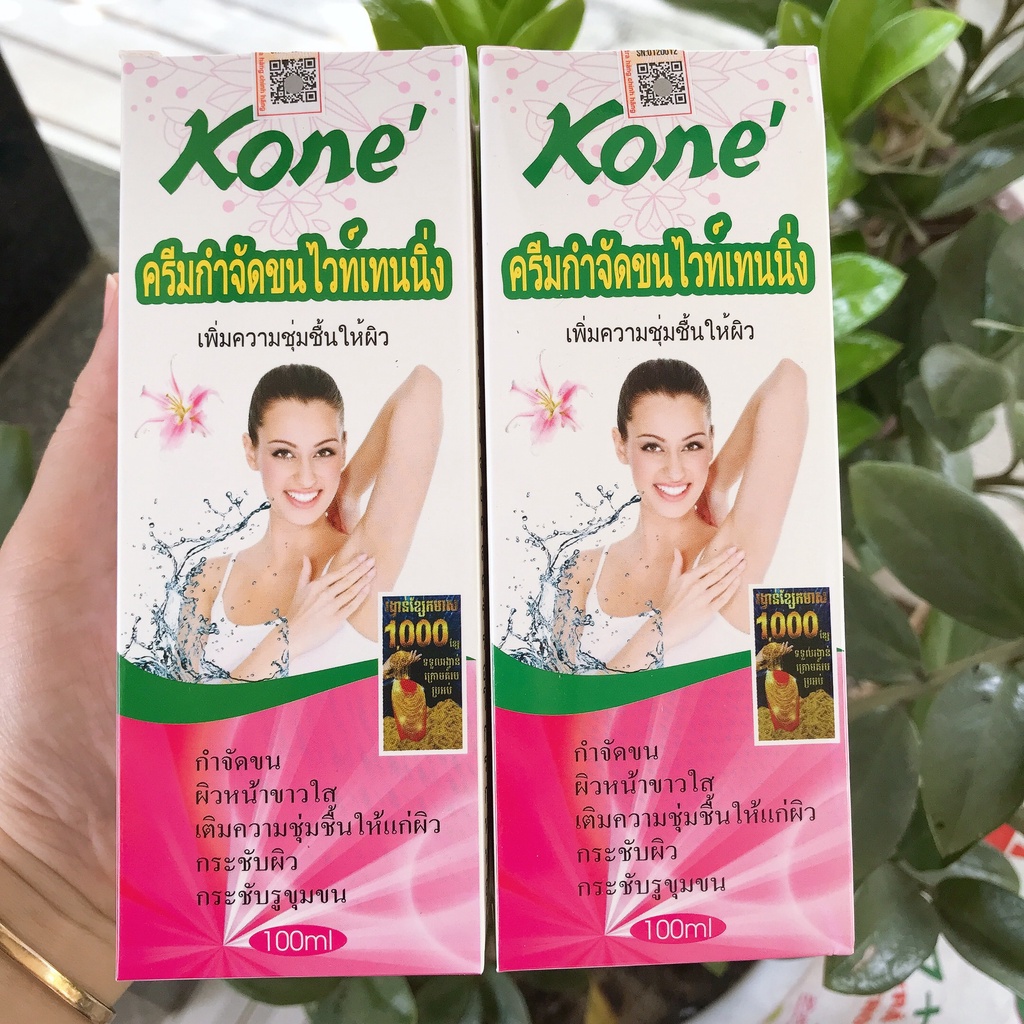 Kone'
ครีมกำจัดขนไวท์เทนนิ่ง
เพิ่มความชุ่มชื้นให้ผิว
1.000
กำจัดขน
ผิวหน้าขาวใส
เติมความชุ่มชื้นให้แก่ผิว
กระชับผิว
กระชับรูขุมขน
100ml
hàng chính hãng
Kone'
ครีมกำจัดขนไวท์เทนนิ่ง
เพิ่มความชุ่มชื้นให้ผิว
1.000
กำจัดขน
ผิวหน้าขาวใส
เติมความชุ่มชื้นให้แก่ผิว
กระชับผิว
กระชับรูขุมขน
100ml